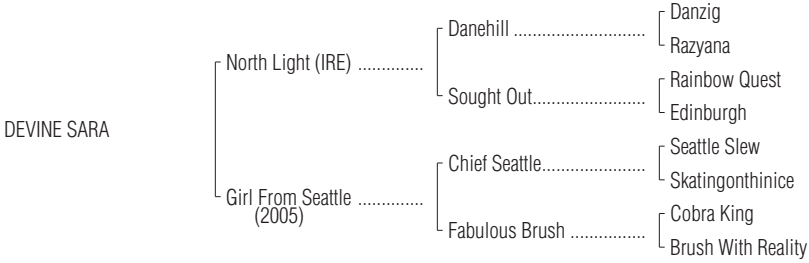 Danzig
Danehill ............................
Razyana
North Light (IRE) ..............
Rainbow Quest
Sought Out........................
Edinburgh
DEVINE SARA
Seattle Slew
Chief Seattle......................
Skatingonthinice
Girl From Seattle ..............
(2005)
Cobra King
Fabulous Brush ................
Brush With Reality